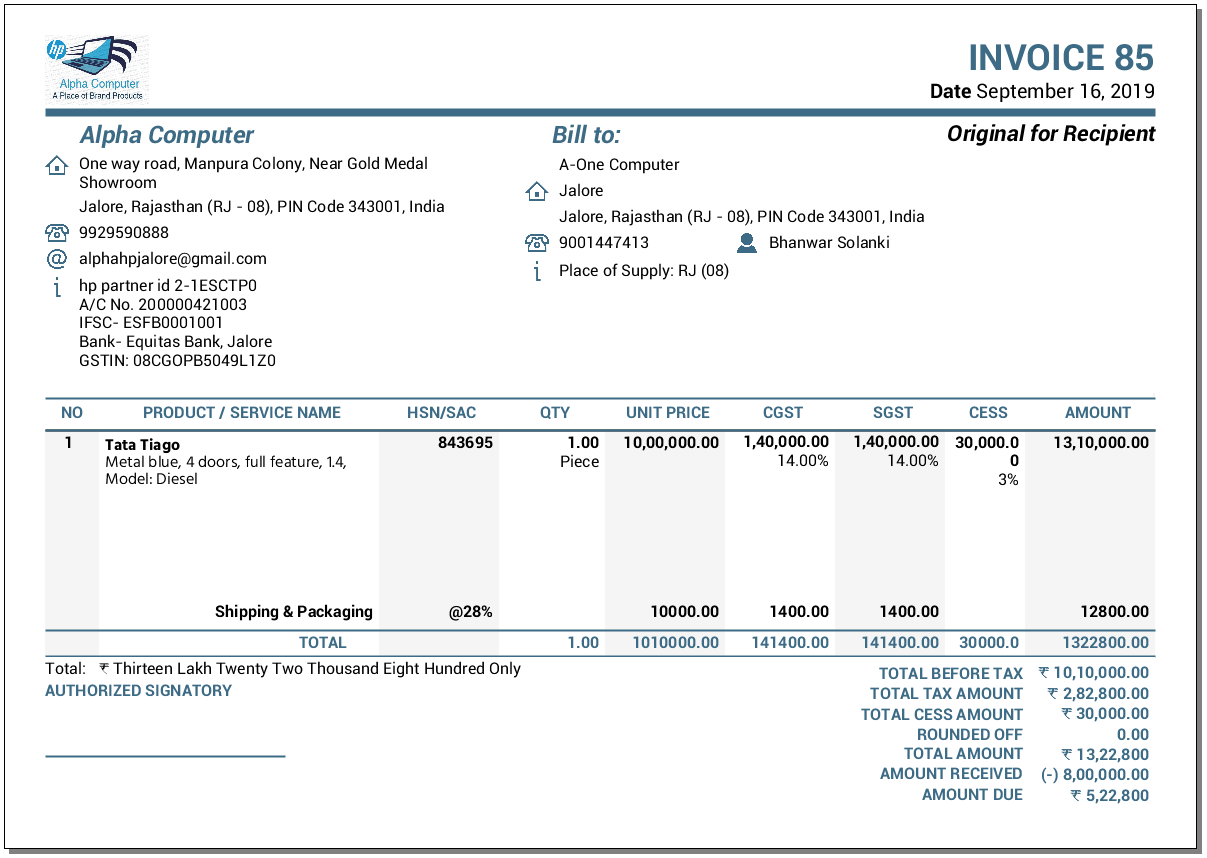 hp
Alpha Computer
A Place of Brand Products
INVOICE 85
Date September 16, 2019
Original for Recipient
Alpha Computer
One way road, Manpura Colony, Near Gold Medal
Showroom
Jalore, Rajasthan (RJ - 08), PIN Code 343001, India
9929590888
alphahpjalore@gmail.com
hp partner id 2-1ESCTP0
A/C No. 200000421003
IFSC- ESFB0001001
Bank- Equitas Bank, Jalore
GSTIN: 08CGOPB5049L1Z0
Bill to:
A-One Computer
Jalore
Jalore, Rajasthan (RJ - 08), PIN Code 343001, India
9001447413 Bhanwar Solanki
Place of Supply: RJ (08)
NO PRODUCT / SERVICE NAME HSN/SAC QTY UNIT PRICE CGST SGST CESS AMOUNT
1 Tata Tiago 843695 1.00 10,00,000.00 1,40,000.00 1,40,000.00 30,000.0 13,10,000.00
Metal blue, 4 doors, full feature, 1.4, Piece 14.00% 14.00% 0
Model: Diesel 3%
Shipping & Packaging @28% 10000.00 1400.00 1400.00 12800.00
TOTAL 1.00 1010000.00 141400.00 141400.00 30000.0 1322800.00
Total: ₹ Thirteen Lakh Twenty Two Thousand Eight Hundred Only
AUTHORIZED SIGNATORY
TOTAL BEFORE TAX ₹ 10,10,000.00
TOTAL TAX AMOUNT ₹ 2,82,800.00
TOTAL CESS AMOUNT ₹ 30,000.00
ROUNDED OFF 0.00
TOTAL AMOUNT ₹ 13,22,800
AMOUNT RECEIVED (-) 8,00,000.00
AMOUNT DUE ₹ 5,22,800